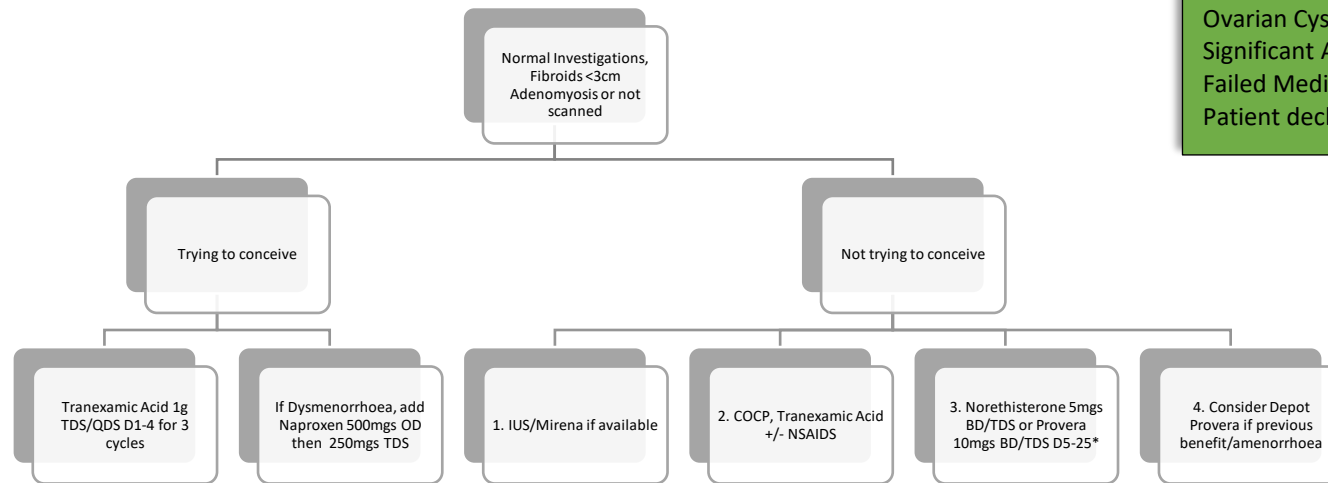 Ovarian
Significant
Failed
Patient
Normal Investigations,
Fibroids <3cm
Adenomyosis or not
scanned
Trying to conceive
Not trying to conceive
Tranexamic Acid 1g
TDS/QDS D1-4 for 3
cycles
If Dysmenorrhoea, add
Naproxen 500mgs OD
then 250mgs TDS
1. IUS/Mirena if available
2. COCP, Tranexamic Acid
+/- NSAIDS
3. Norethisterone 5mgs
BD/TDS or Provera
10mgs BD/TDS D5-25*
4. Consider Depot
Provera if previous
benefit/amenorrhoea